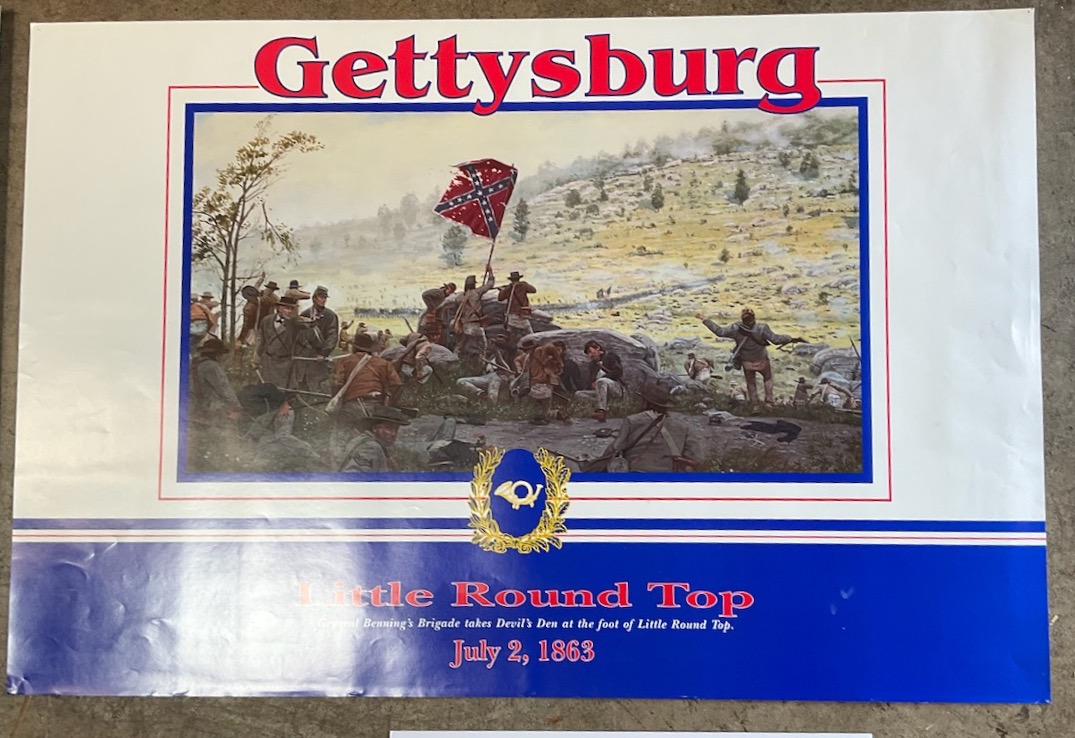 Gettysburg
Little Round Top
General Benning's Brigade takes Devil's Den at the foot of Little Round Top.
July 2, 1863